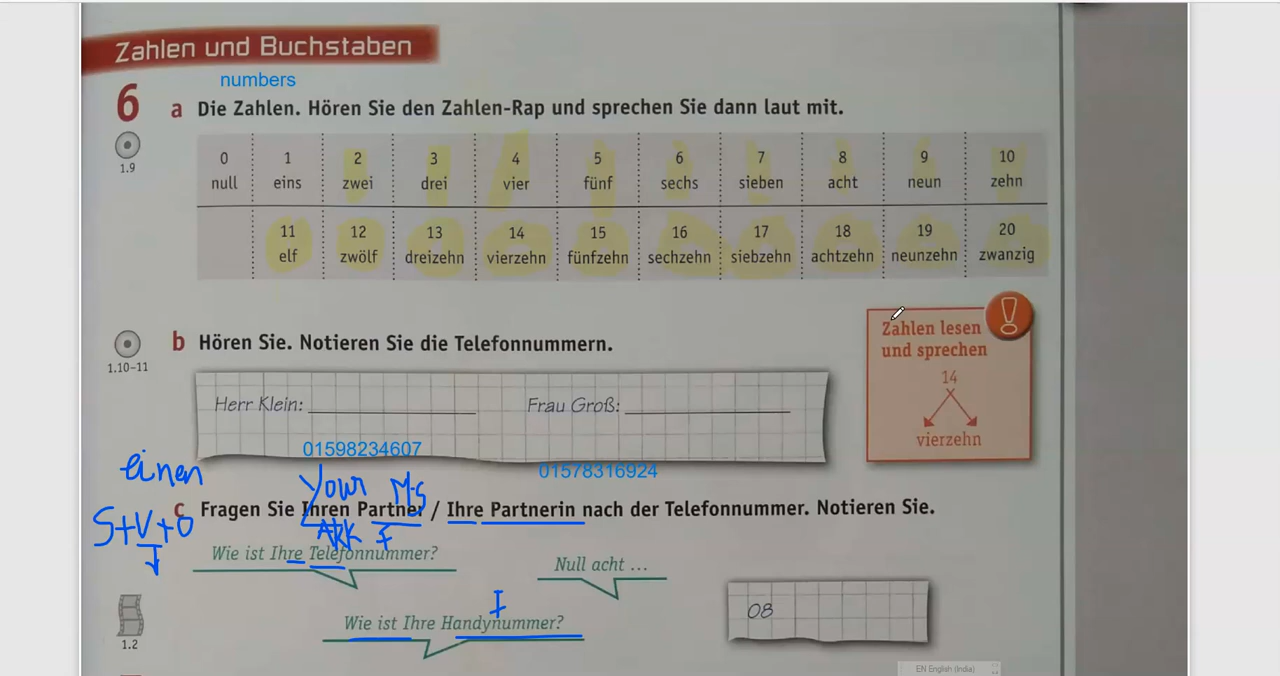 Zahlen und Buchstaben
numbers
6 a Die Zahlen. Hören Sie den Zahlen-Rap und sprechen Sie dann laut mit.
1.9
0 1 2 3 4 5 6 7 8 9 10
null eins zwei drei vier fünf sechs sieben acht neun zehn
11 12 13 14 15 16 17 18 19 20
elf zwölf dreizehn vierzehn fünfzehn sechzehn siebzehn achtzehn neunzehn zwanzig
b Hören Sie. Notieren Sie die Telefonnummern.
1.10–11
Herr Klein: Frau Groß:
01598234607
01578316924
Zahlen lesen
und sprechen
14
vierzehn
einen
Your
S+V+O
c Fragen Sie Ihren Partner / Ihre Partnerin nach der Telefonnummer. Notieren Sie.
AKK
Wie ist Ihre Telefonnummer?
Null acht ...
Wie ist Ihre Handynummer?
08
1.2
EN English (India)